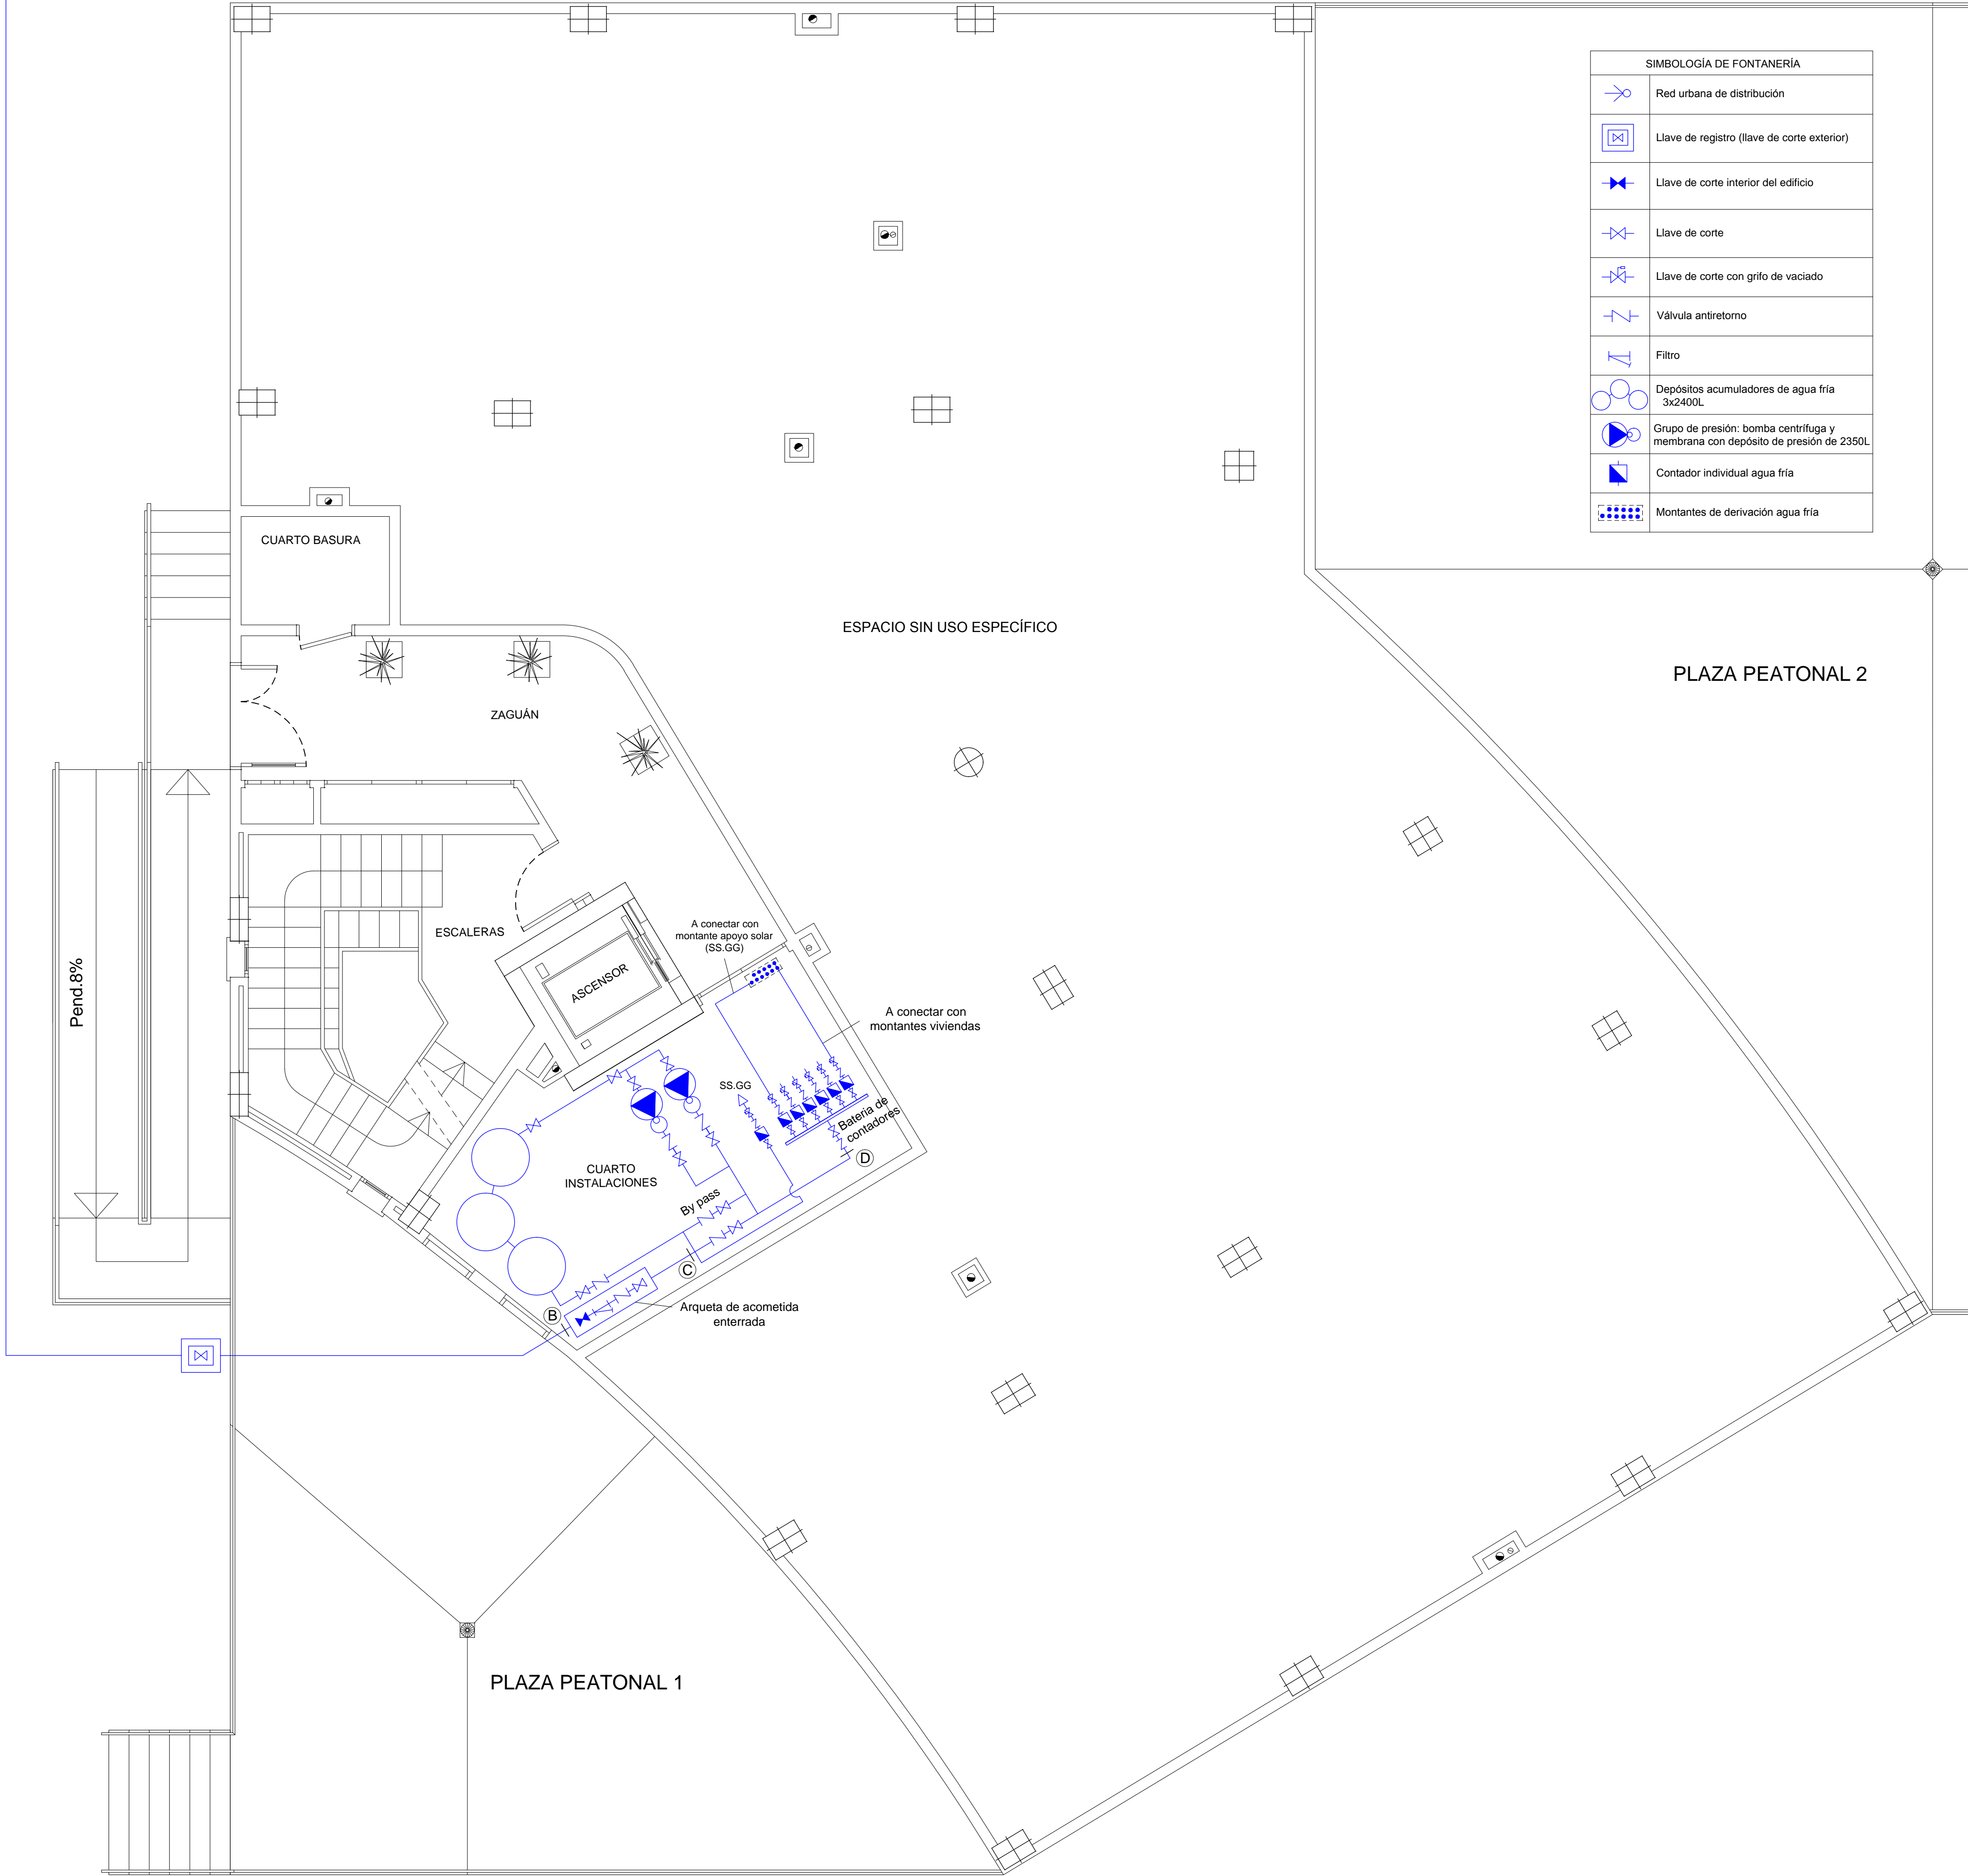 SIMBOLOGÍA DE FONTANERÍA
Red urbana de distribución
Llave de registro (llave de corte exterior)
Llave de corte interior del edificio
Llave de corte
Llave de corte con grifo de vaciado
Válvula antiretorno
Filtro
Depósitos acumuladores de agua fría
3x2400L
Grupo de presión: bomba centrífuga y
membrana con depósito de presión de 2350L
Contador individual agua fría
Montantes de derivación agua fría
CUARTO BASURA
ESPACIO SIN USO ESPECÍFICO
PLAZA PEATONAL 2
ZAGUÁN
ESCALERAS
A conectar con
montante apoyo solar
(SS.GG)
ASCENSOR
Pend.8%
A conectar con
montantes viviendas
SS.GG
Bateria de
contadores
D
CUARTO
INSTALACIONES
By pass
C
B
Arqueta de acometida
enterrada
PLAZA PEATONAL 1